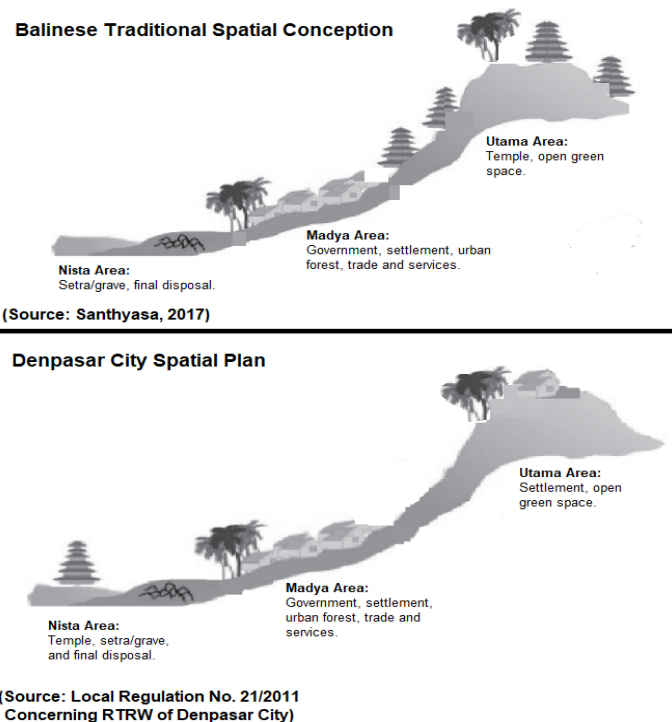 Balinese Traditional Spatial Conception
Utama Area:
Temple, open green
space.
Madya Area:
Government, settlement, urban
forest, trade and services.
Nista Area:
Setra/grave, final disposal.
(Source: Santhyasa, 2017)
Denpasar City Spatial Plan
Utama Area:
Settlement, open
green space.
Madya Area:
Government, settlement,
urban forest, trade and
services.
Nista Area:
Temple, setra/grave,
and final disposal.
(Source: Local Regulation No. 21/2011
Concerning RTRW of Denpasar City)